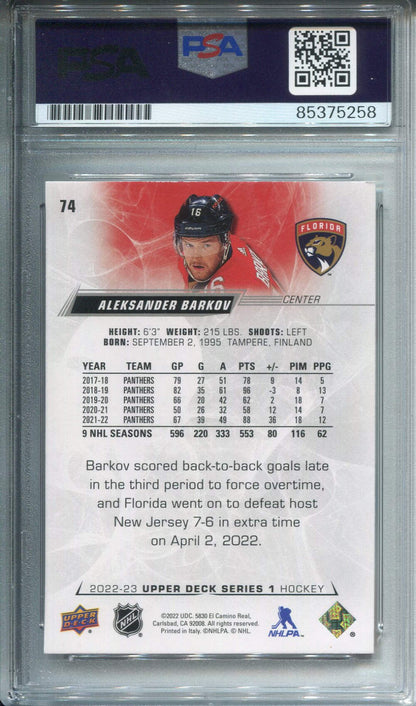 PSA
PSA
85375258
74
16
FLORIDA
ALEKSANDER BARKOV
CENTER
HEIGHT: 6'3" WEIGHT: 215 LBS. SHOOTS: LEFT
BORN: SEPTEMBER 2, 1995 TAMPERE, FINLAND
YEAR TEAM GP G A PTS +/- PIM PPG
2017-18 PANTHERS 79 27 51 78 9 14 5
2018-19 PANTHERS 82 35 61 96 -3 8 13
2019-20 PANTHERS 66 20 42 62 2 18 7
2020-21 PANTHERS 50 26 32 58 12 14 7
2021-22 PANTHERS 67 39 49 88 36 18 12
9 NHL SEASONS 596 220 333 553 80 116 62
Barkov scored back-to-back goals late
in the third period to force overtime,
and Florida went on to defeat host
New Jersey 7-6 in extra time
on April 2, 2022.
2022-23 UPPER DECK SERIES 1 HOCKEY
UPPER DECK
NHL
©2022 UDC. 5830 El Camino Real,
Carlsbad, CA 92008. All rights reserved.
Printed in Italy. ©NHLPA. © NHL.
NHLPA